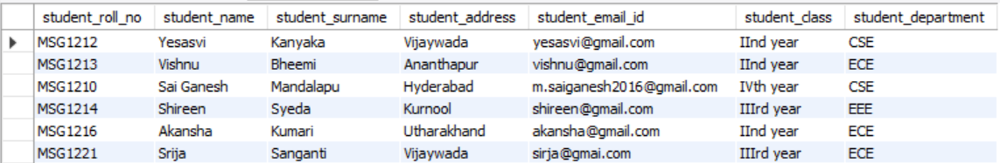 student_roll_no student_name student_surname student_address student_email_id student_class student_department
MSG1212 Yesasvi Kanyaka Vijaywada yesasvi@gmail.com IInd year CSE
MSG1213 Vishnu Bheemi Ananthapur vishnu@gmail.com IInd year ECE
MSG1210 Sai Ganesh Mandalapu Hyderabad m.saiganesh2016@gmail.com IVth year CSE
MSG1214 Shireen Syeda Kurnool shireen@gmail.com IIIrd year EEE
MSG1216 Akansha Kumari Utharakhand akansha@gmail.com IInd year ECE
MSG1221 Srija Sanganti Vijaywada sirja@gmai.com IIIrd year ECE